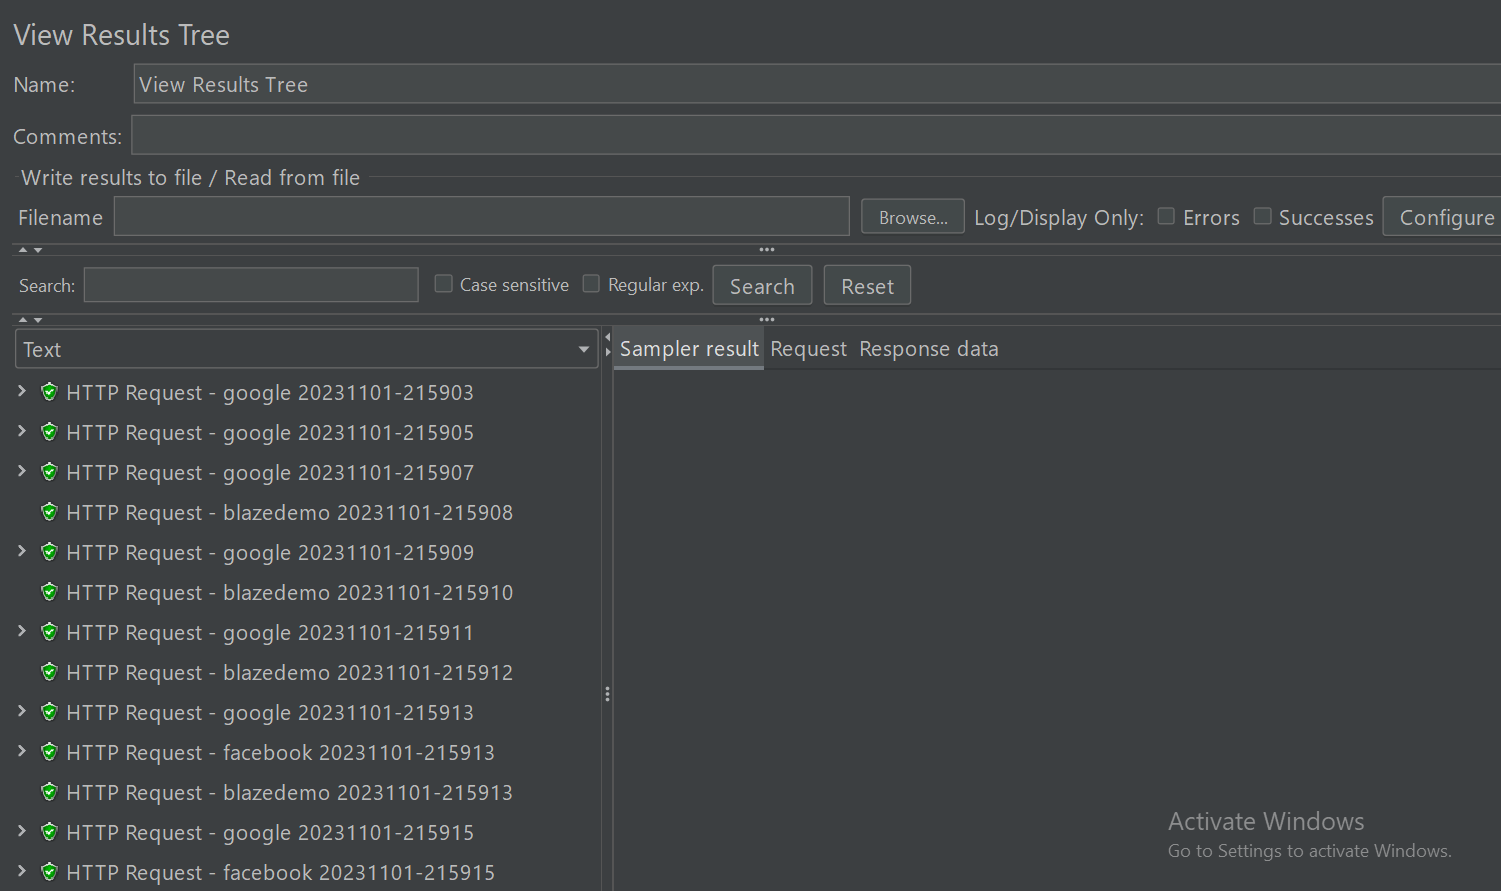 View Results Tree
Name: View Results Tree
Comments:
Write results to file / Read from file
Filename Browse... Log/Display Only: Errors Successes Configure
Search: Case sensitive Regular exp. Search Reset
Text Sampler result Request Response data
HTTP Request - google 20231101-215903
HTTP Request - google 20231101-215905
HTTP Request - google 20231101-215907
HTTP Request - blazedemo 20231101-215908
HTTP Request - google 20231101-215909
HTTP Request - blazedemo 20231101-215910
HTTP Request - google 20231101-215911
HTTP Request - blazedemo 20231101-215912
HTTP Request - google 20231101-215913
HTTP Request - facebook 20231101-215913
HTTP Request - blazedemo 20231101-215913
HTTP Request - google 20231101-215915
HTTP Request - facebook 20231101-215915
Activate Windows
Go to Settings to activate Windows.